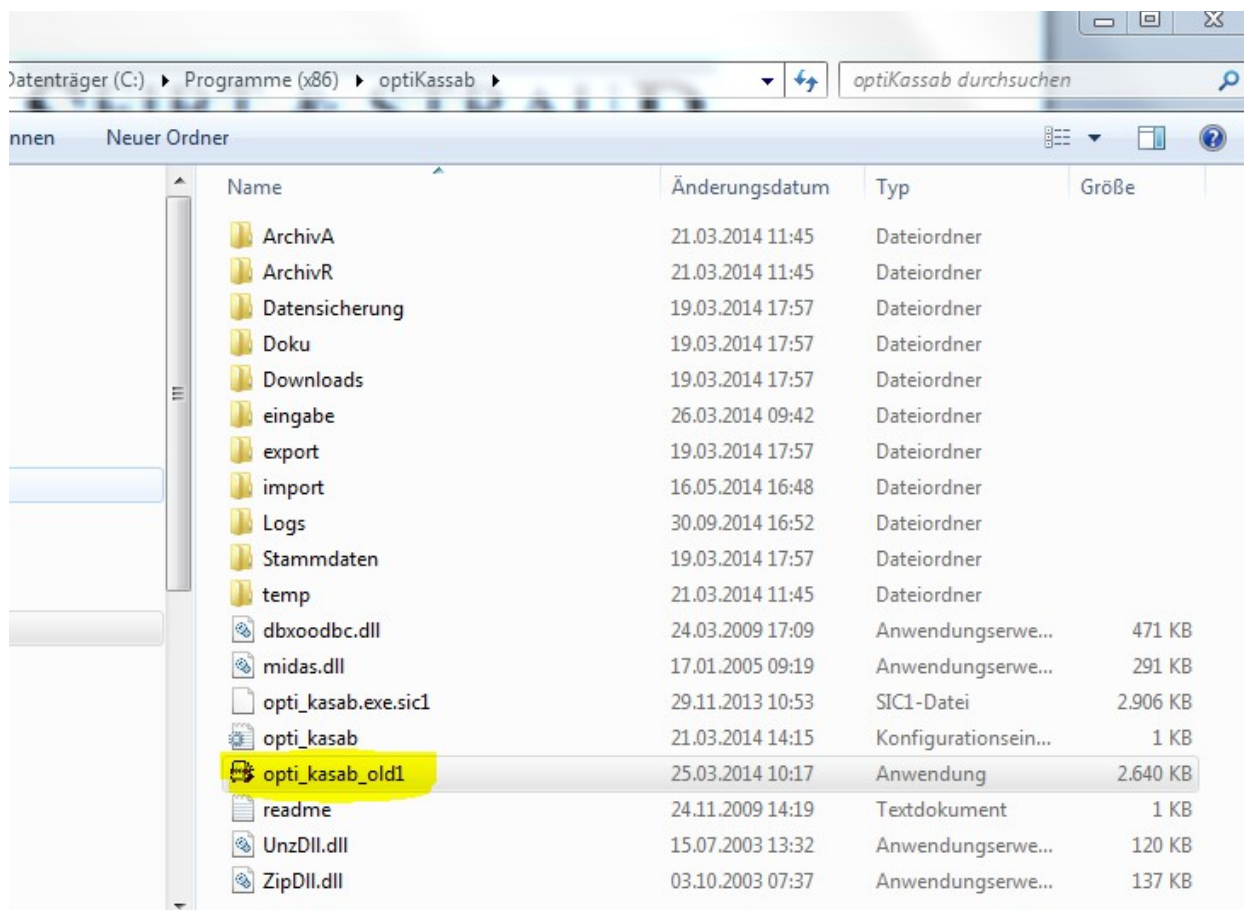 Datenträger (C:) Programme (x86) optiKassab optiKassab durchsuchen
nnen Neuer Ordner
Name Änderungsdatum Typ Größe
ArchivA 21.03.2014 11:45 Dateiordner
ArchivR 21.03.2014 11:45 Dateiordner
Datensicherung 19.03.2014 17:57 Dateiordner
Doku 19.03.2014 17:57 Dateiordner
Downloads 19.03.2014 17:57 Dateiordner
eingabe 26.03.2014 09:42 Dateiordner
export 19.03.2014 17:57 Dateiordner
import 16.05.2014 16:48 Dateiordner
Logs 30.09.2014 16:52 Dateiordner
Stammdaten 19.03.2014 17:57 Dateiordner
temp 21.03.2014 11:45 Dateiordner
dbxoodbc.dll 24.03.2009 17:09 Anwendungserwe... 471 KB
midas.dll 17.01.2005 09:19 Anwendungserwe... 291 KB
opti_kasab.exe.sic1 29.11.2013 10:53 SIC1-Datei 2.906 KB
opti_kasab 21.03.2014 14:15 Konfigurationsein... 1 KB
opti_kasab_old1 25.03.2014 10:17 Anwendung 2.640 KB
readme 24.11.2009 14:19 Textdokument 1 KB
UnzDll.dll 15.07.2003 13:32 Anwendungserwe... 120 KB
ZipDll.dll 03.10.2003 07:37 Anwendungserwe... 137 KB